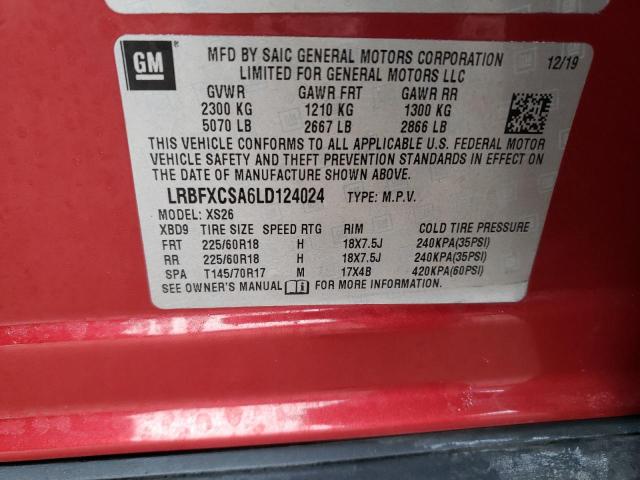 GM
MFD BY SAIC GENERAL MOTORS CORPORATION 12/19
LIMITED FOR GENERAL MOTORS LLC
GVWR GAWR FRT GAWR RR
2300 KG 1210 KG 1300 KG
5070 LB 2667 LB 2866 LB
THIS VEHICLE CONFORMS TO ALL APPLICABLE U.S. FEDERAL MOTOR
VEHICLE SAFETY AND THEFT PREVENTION STANDARDS IN EFFECT ON
THE DATE OF MANUFACTURE SHOWN ABOVE.
LRBFXCSA6LD124024 TYPE: M.P.V.
MODEL: XS26
XBD9 TIRE SIZE SPEED RTG RIM COLD TIRE PRESSURE
FRT 225/60R18 H 18X7.5J 240KPA(35PSI)
RR 225/60R18 H 18X7.5J 240KPA(35PSI)
SPA T145/70R17 M 17X4B 420KPA(60PSI)
SEE OWNER'S MANUAL FOR MORE INFORMATION